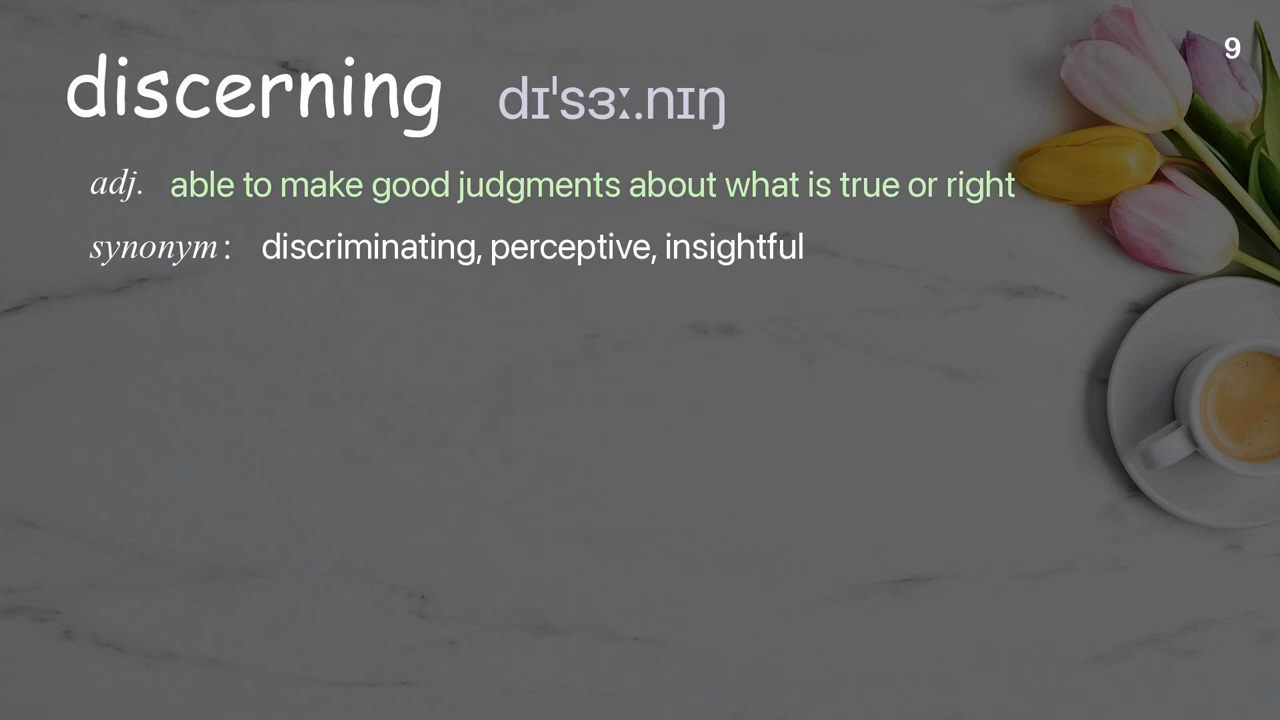 9
discerning dɪˈsɜː.nɪŋ
adj. able to make good judgments about what is true or right
synonym: discriminating, perceptive, insightful